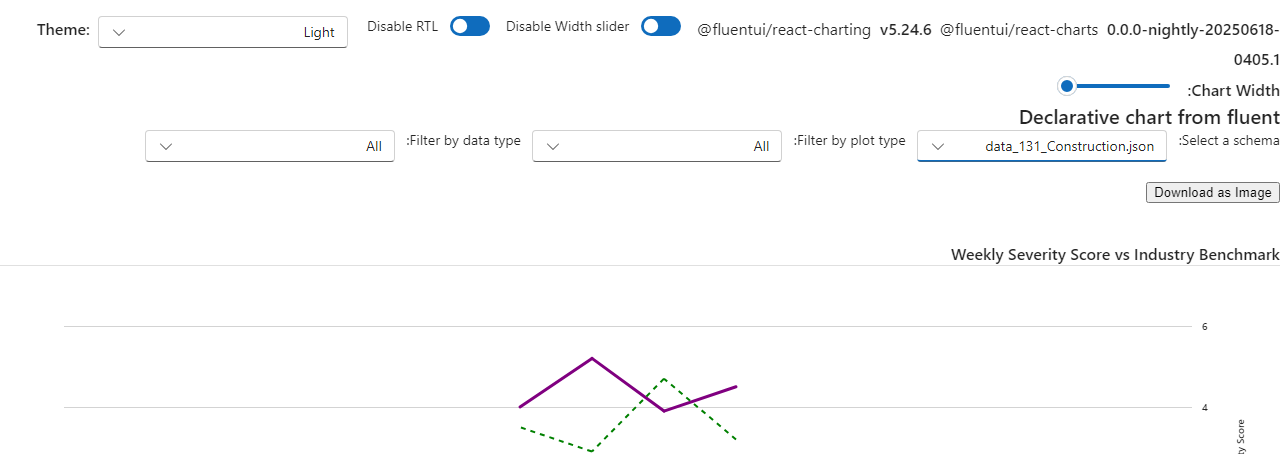 Theme: Light Disable RTL Disable Width slider @fluentui/react-charting v5.24.6 @fluentui/react-charts 0.0.0-nightly-20250618-
0405.1
:Chart Width
Declarative chart from fluent
:Select a schema data_131_Construction.json :Filter by plot type All :Filter by data type All
Download as Image
Weekly Severity Score vs Industry Benchmark
6
4
Score